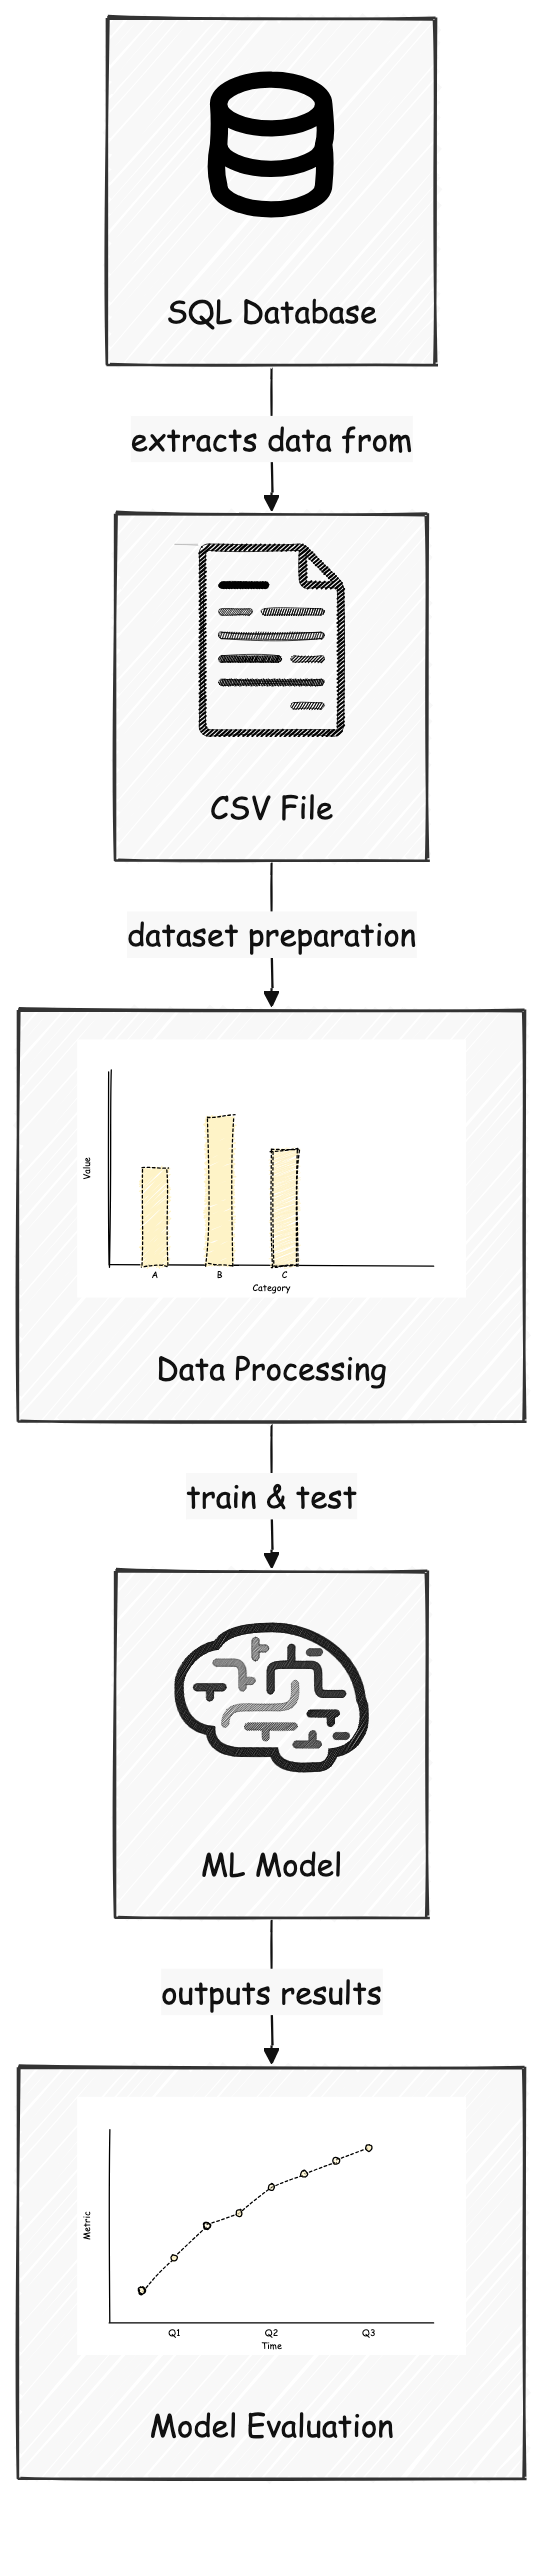 SQL Database
extracts data from
CSV File
dataset preparation
Value
A B C
Category
Data Processing
train & test
ML Model
outputs results
Metric
Q1 Q2 Q3
Time
Model Evaluation